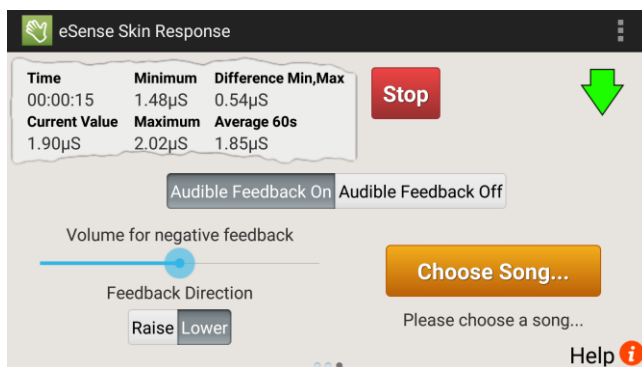 eSense Skin Response
Time Minimum Difference Min,Max
00:00:15 1.48µS 0.54µS
Current Value Maximum Average 60s
1.90µS 2.02µS 1.85µS
Stop
Audible Feedback On Audible Feedback Off
Volume for negative feedback
Choose Song...
Feedback Direction
Raise Lower
Please choose a song...
Help i